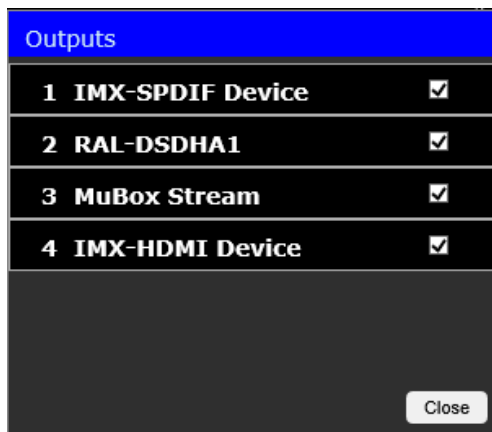 Outputs
1 IMX-SPDIF Device
2 RAL-DSDHA1
3 MuBox Stream
4 IMX-HDMI Device
Close